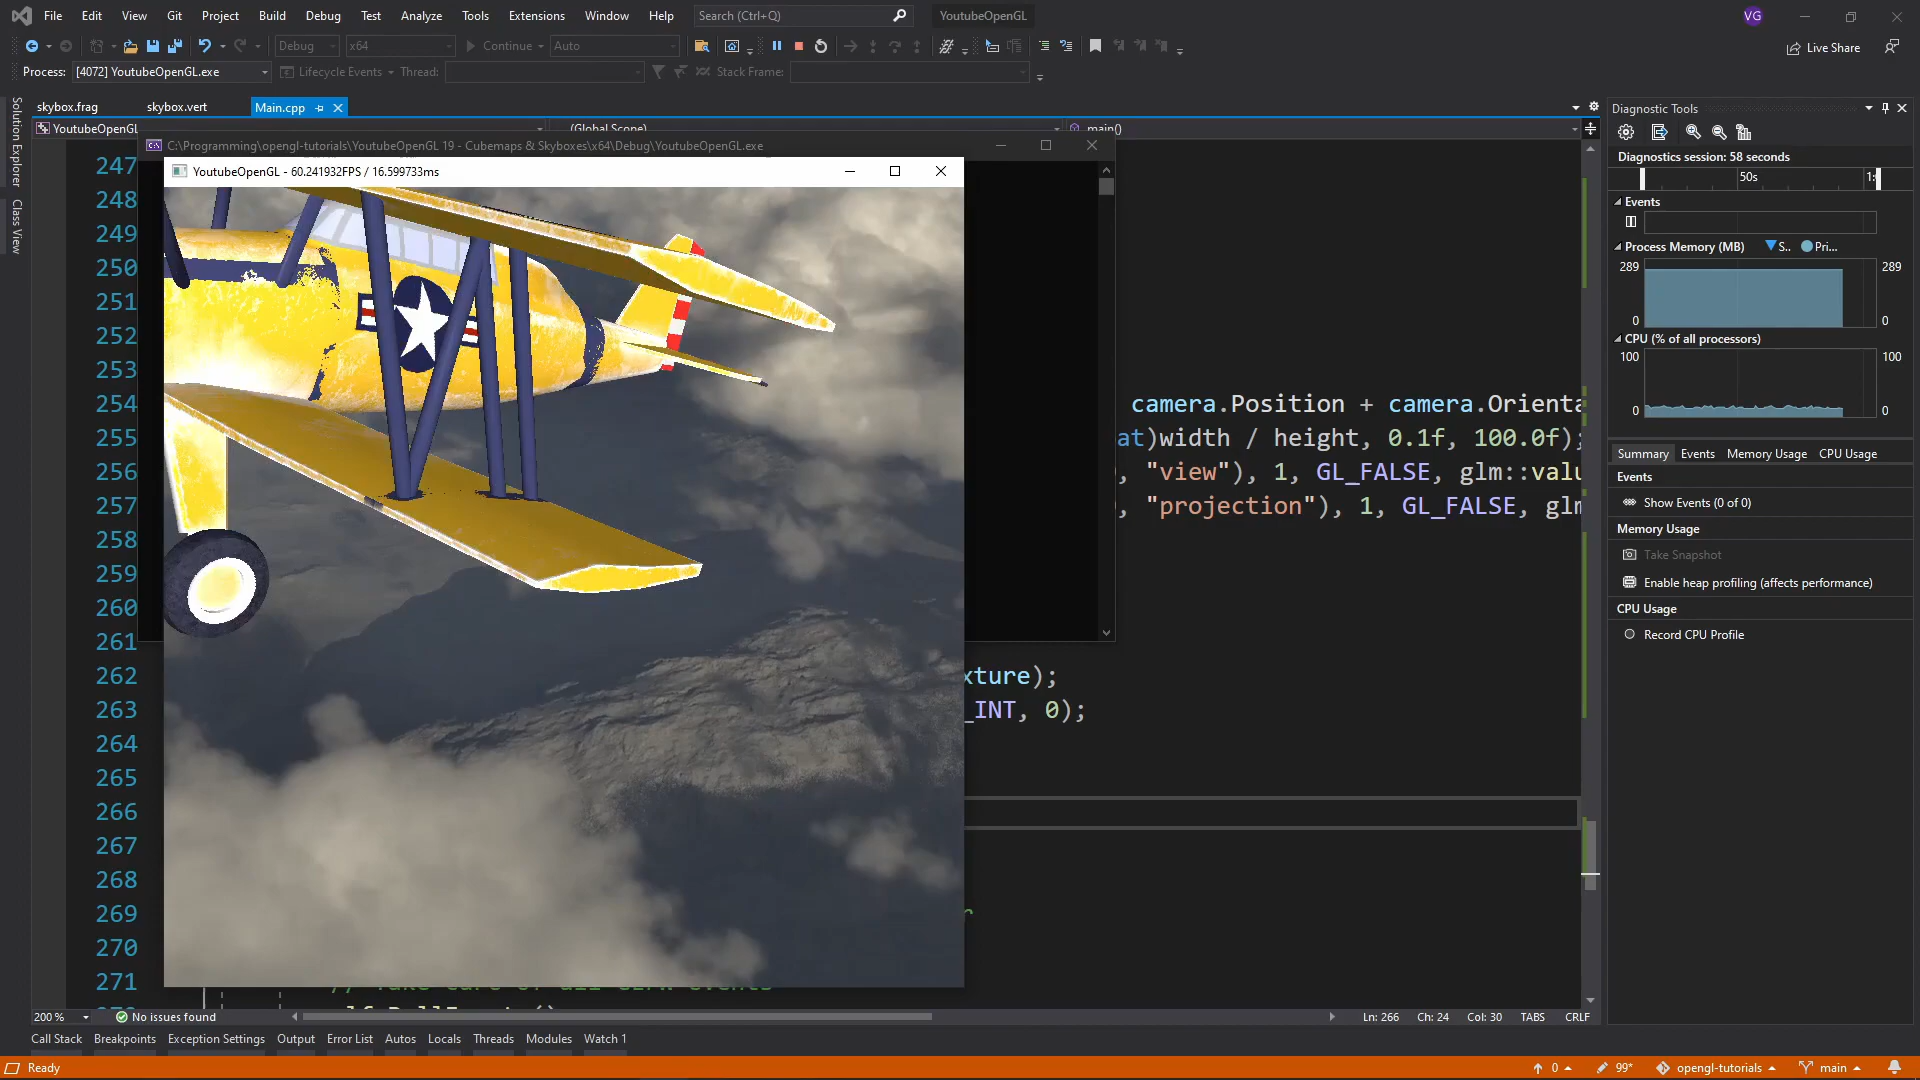 File Edit View Git Project Build Debug Test Analyze Tools Extensions Window Help Search (Ctrl+Q) YoutubeOpenGL VG
Debug x64 Continue Auto Live Share
Process: [4072] YoutubeOpenGL.exe Lifecycle Events Thread: Stack Frame:
Solution Explorer
Class View
skybox.frag skybox.vert Main.cpp
YoutubeOpenGL (Global Scope) main()
C:\Programming\opengl-tutorials\YoutubeOpenGL 19 - Cubemaps & Skyboxes\x64\Debug\YoutubeOpenGL.exe
YoutubeOpenGL - 60.241932FPS / 16.599733ms
247
248
249
250
251
252
253
254 camera.Position + camera.Orienta
255 at)width / height, 0.1f, 100.0f);
256 , "view"), 1, GL_FALSE, glm::valu
257 , "projection"), 1, GL_FALSE, glm
258
259
260
261
262 xture);
263 _INT, 0);
264
265
266
267
268
269 r
270
271
200 % No issues found Ln: 266 Ch: 24 Col: 30 TABS CRLF
Call Stack Breakpoints Exception Settings Output Error List Autos Locals Threads Modules Watch 1
Ready 0 99* opengl-tutorials main
Diagnostic Tools
Diagnostics session: 58 seconds
50s
Events
Process Memory (MB) S.. Pri...
289 289
0 0
CPU (% of all processors)
100 100
0 0
Summary Events Memory Usage CPU Usage
Events
Show Events (0 of 0)
Memory Usage
Take Snapshot
Enable heap profiling (affects performance)
CPU Usage
Record CPU Profile